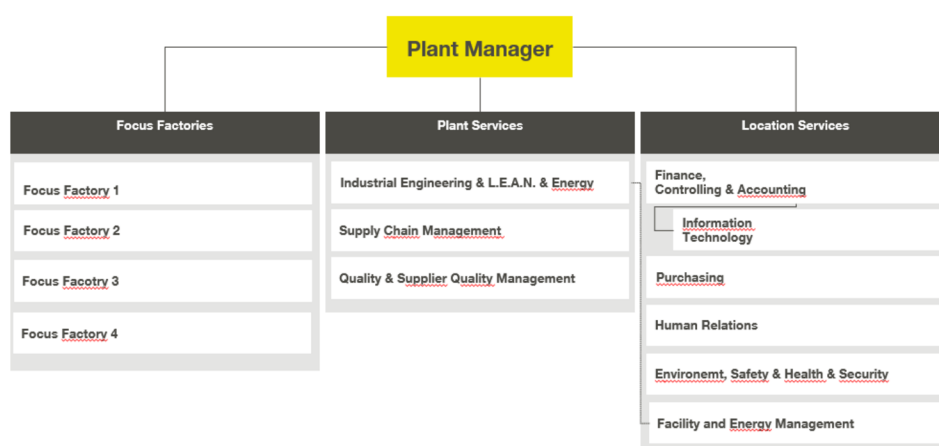 Plant Manager
Focus Factories
Focus Factory 1
Focus Factory 2
Focus Facotry 3
Focus Factory 4
Plant Services
Industrial Engineering & L.E.A.N. & Energy
Supply Chain Management
Quality & Supplier Quality Management
Location Services
Finance,
Controlling & Accounting
Information
Technology
Purchasing
Human Relations
Environemt, Safety & Health & Security
Facility and Energy Management